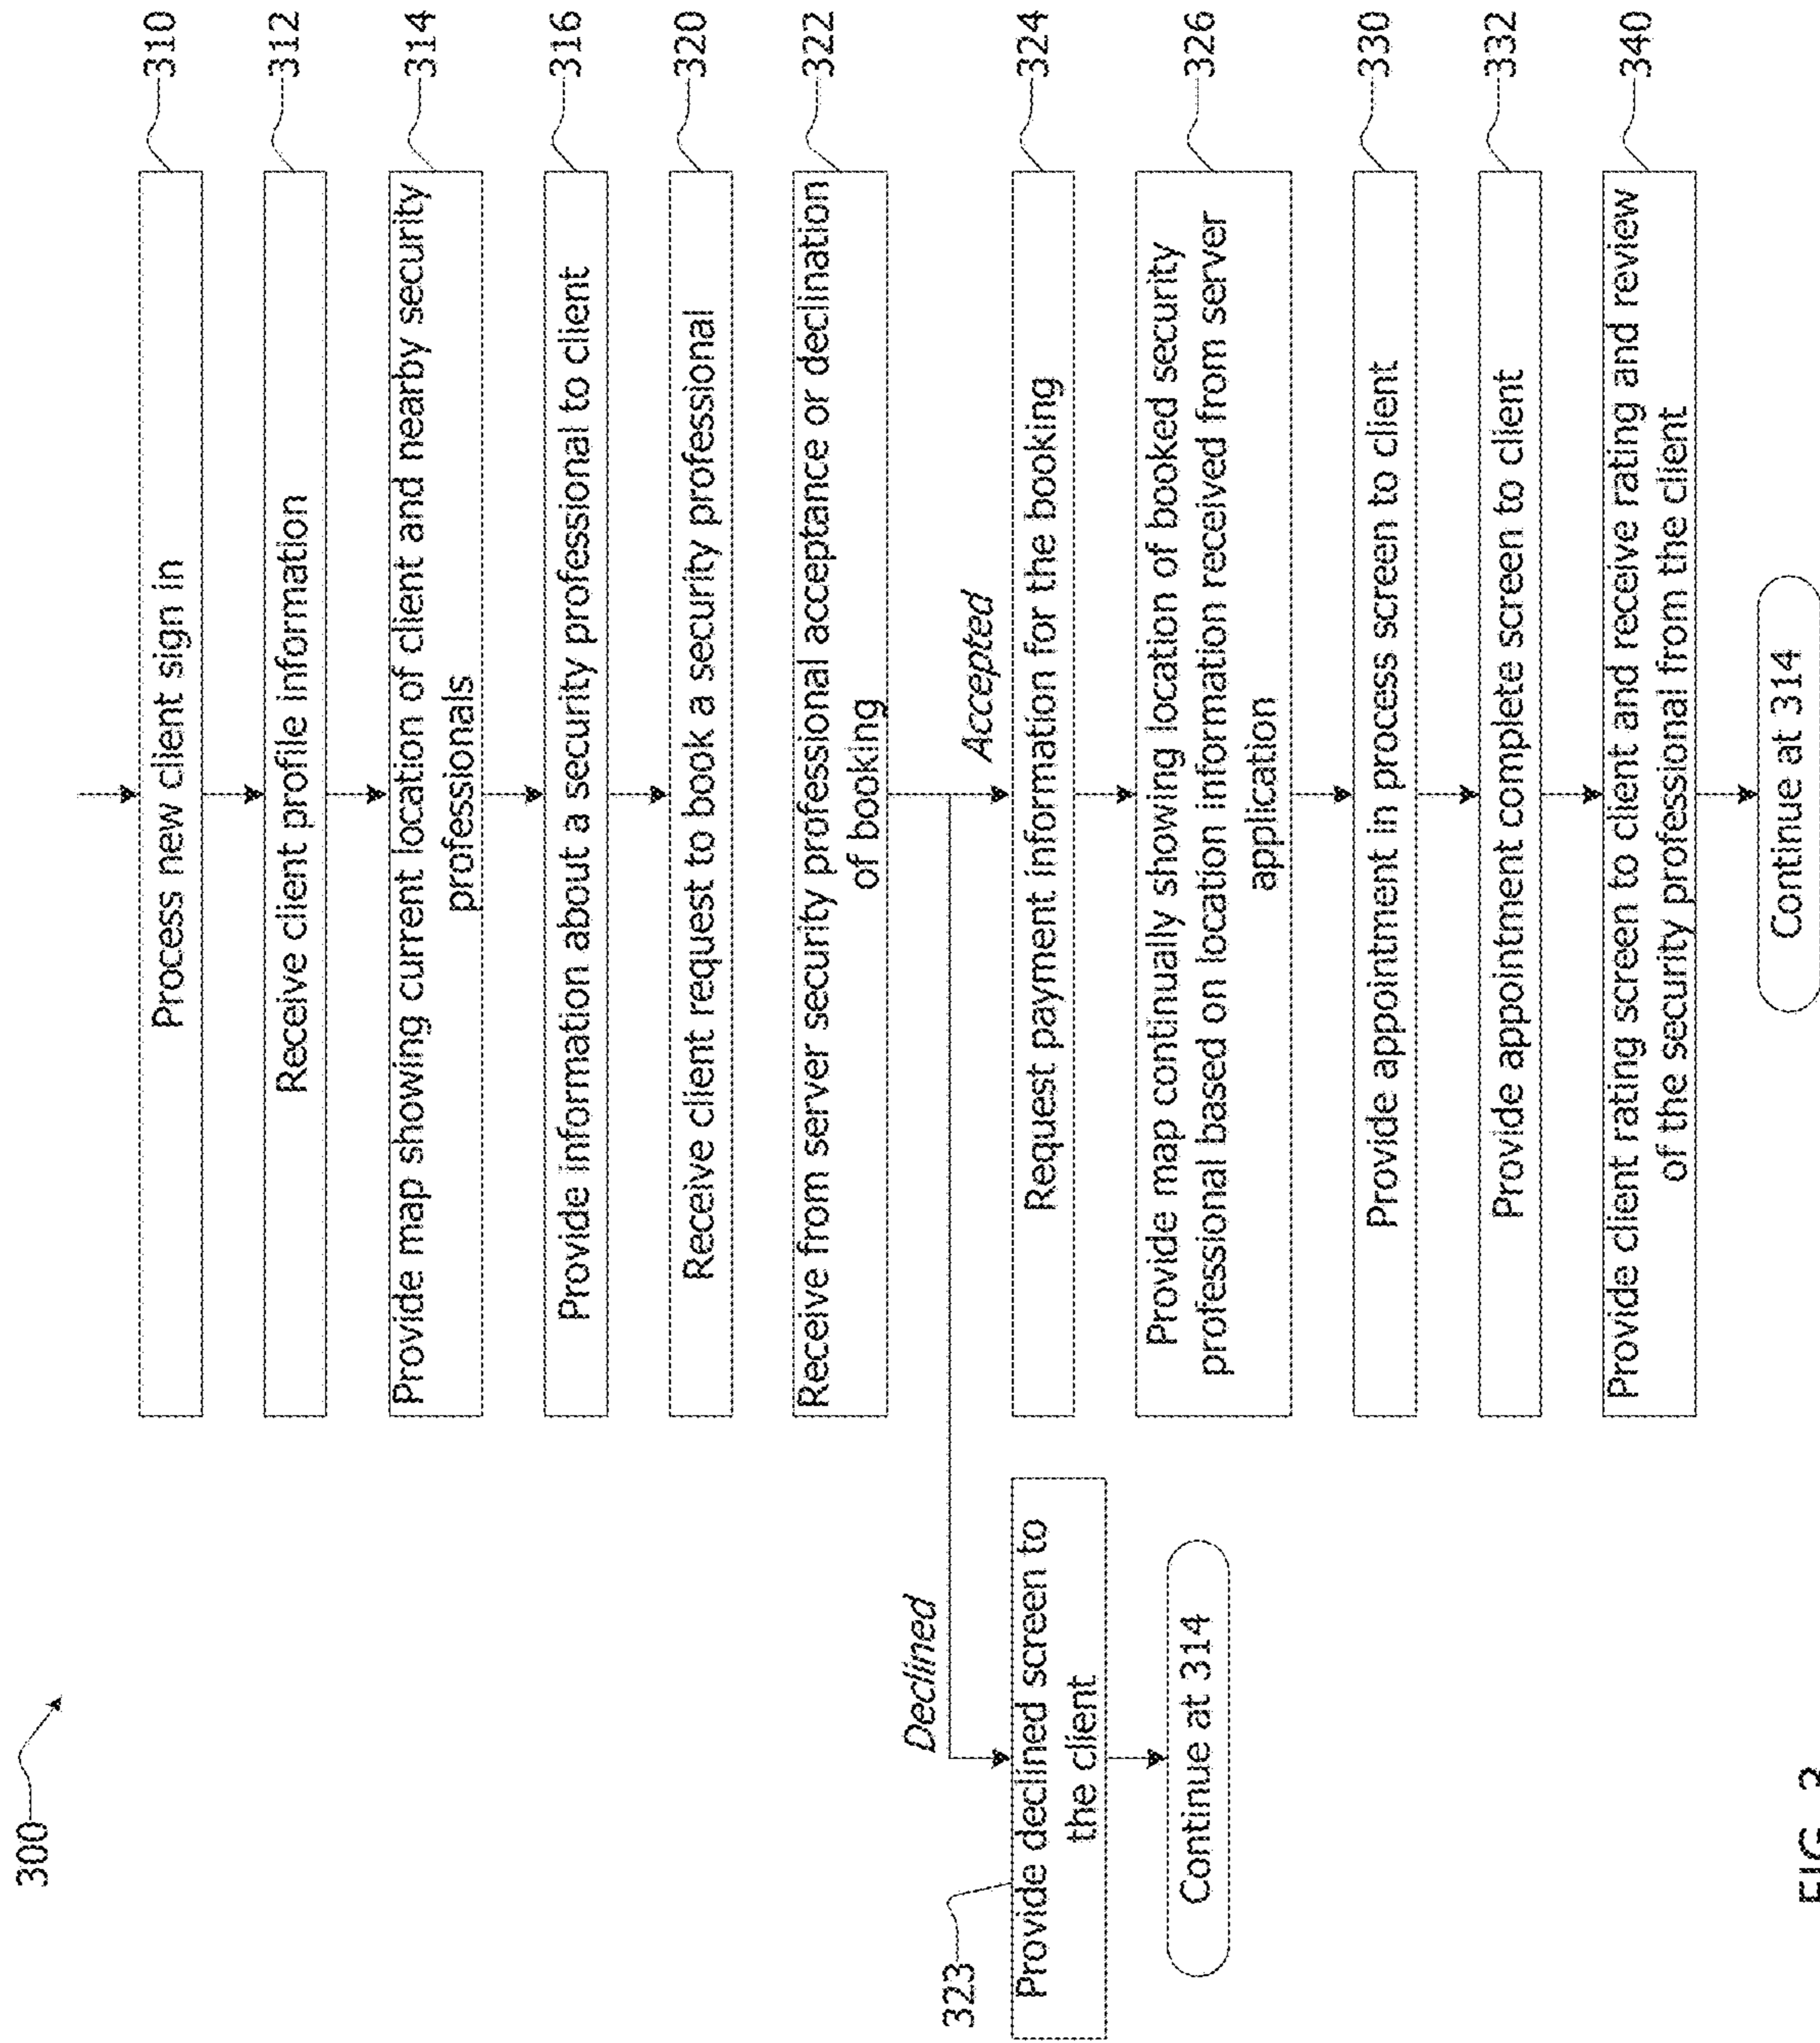 300
Process new client sign in
310
Receive client profile information
312
Provide map showing current location of client and nearby security
professionals
314
Provide information about a security professional to client
316
Receive client request to book a security professional
320
Receive from server security professional acceptance or declination
of booking
322
Declined
Accepted
323
Provide declined screen to
the client
Continue at 314
Request payment information for the booking
324
Provide map continually showing location of booked security
professional based on location information received from server
application
326
Provide appointment in process screen to client
330
Provide appointment complete screen to client
332
Provide client rating screen to client and receive rating and review
of the security professional from the client
340
Continue at 314